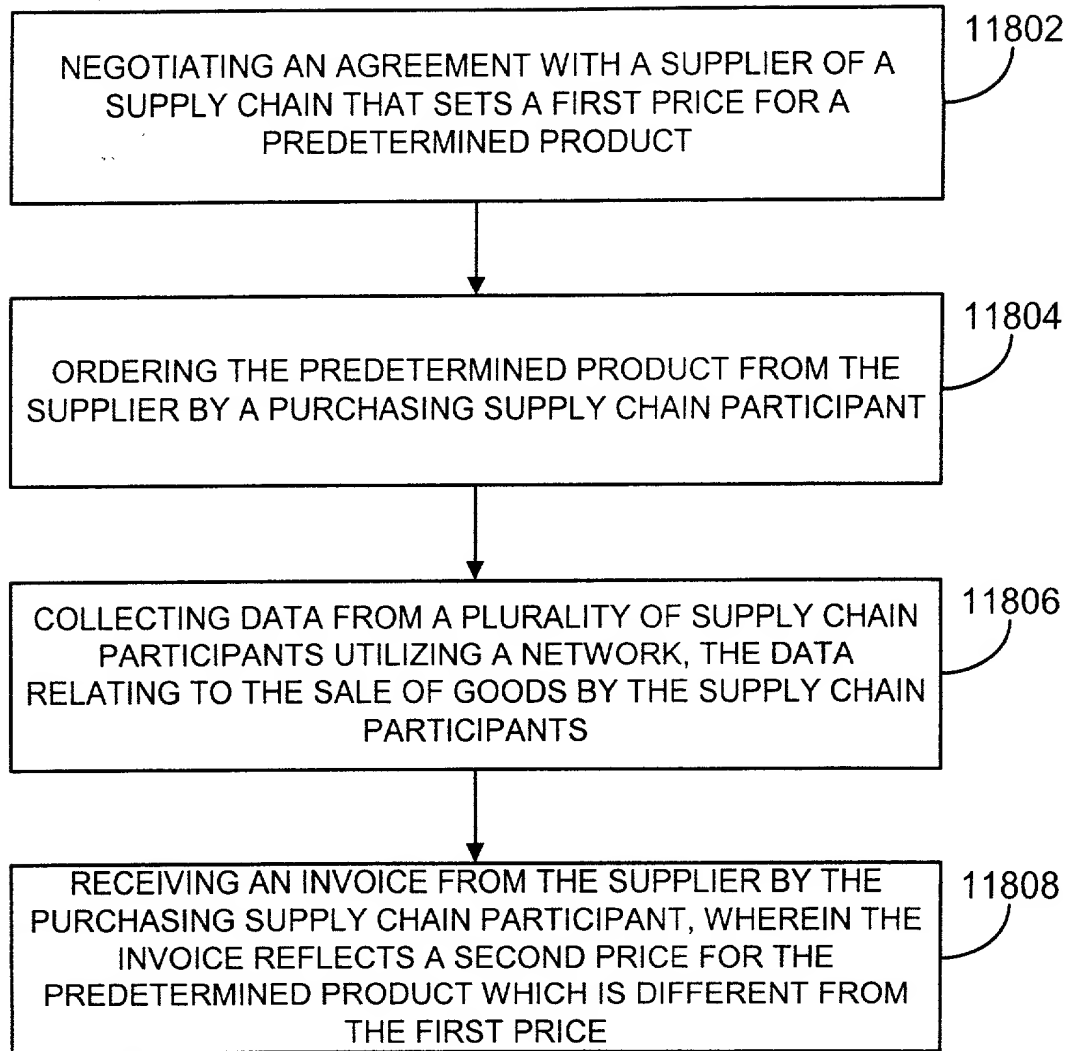 11802
NEGOTIATING AN AGREEMENT WITH A SUPPLIER OF A
SUPPLY CHAIN THAT SETS A FIRST PRICE FOR A
PREDETERMINED PRODUCT
11804
ORDERING THE PREDETERMINED PRODUCT FROM THE
SUPPLIER BY A PURCHASING SUPPLY CHAIN PARTICIPANT
11806
COLLECTING DATA FROM A PLURALITY OF SUPPLY CHAIN
PARTICIPANTS UTILIZING A NETWORK, THE DATA
RELATING TO THE SALE OF GOODS BY THE SUPPLY CHAIN
PARTICIPANTS
11808
RECEIVING AN INVOICE FROM THE SUPPLIER BY THE
PURCHASING SUPPLY CHAIN PARTICIPANT, WHEREIN THE
INVOICE REFLECTS A SECOND PRICE FOR THE
PREDETERMINED PRODUCT WHICH IS DIFFERENT FROM
THE FIRST PRICE